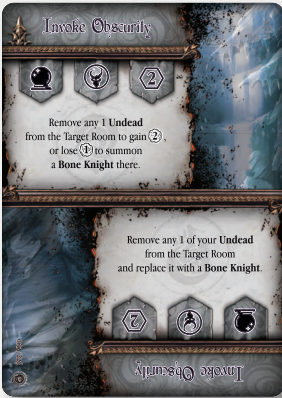 Invoke Obscurity
2
Remove any 1 Undead
from the Target Room to gain 2,
or lose 1 to summon
a Bone Knight there.
Remove any 1 of your Undead
from the Target Room
and replace it with a Bone Knight.
2
Invoke Obscurity